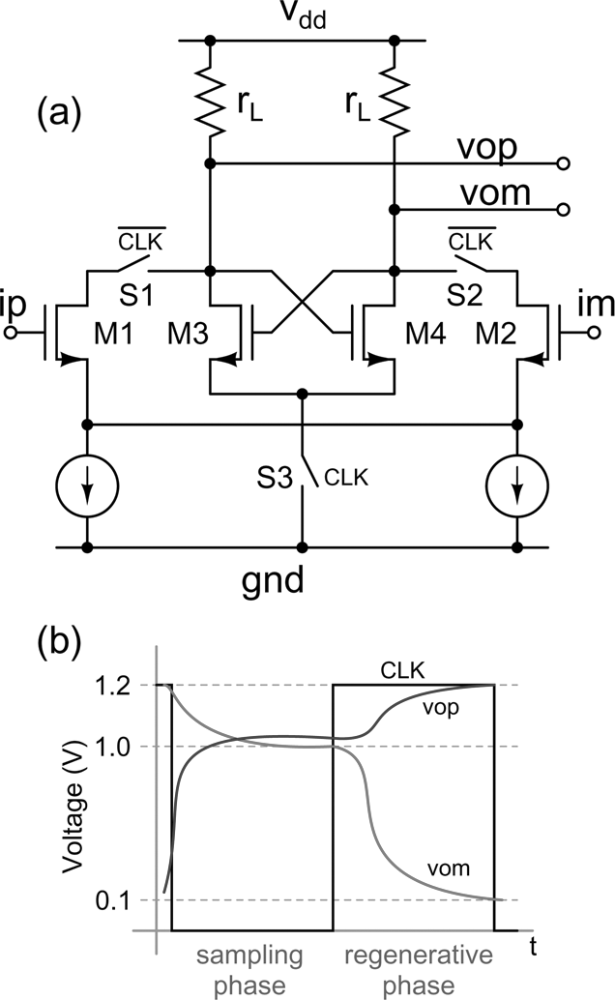 vdd
(a)
rL
rL
vop
vom
CLK
CLK
S1
S2
ip
im
M1
M3
M4
M2
S3
CLK
gnd
(b)
CLK
1.2
vop
1.0
Voltage (V)
vom
0.1
t
sampling
phase
regenerative
phase